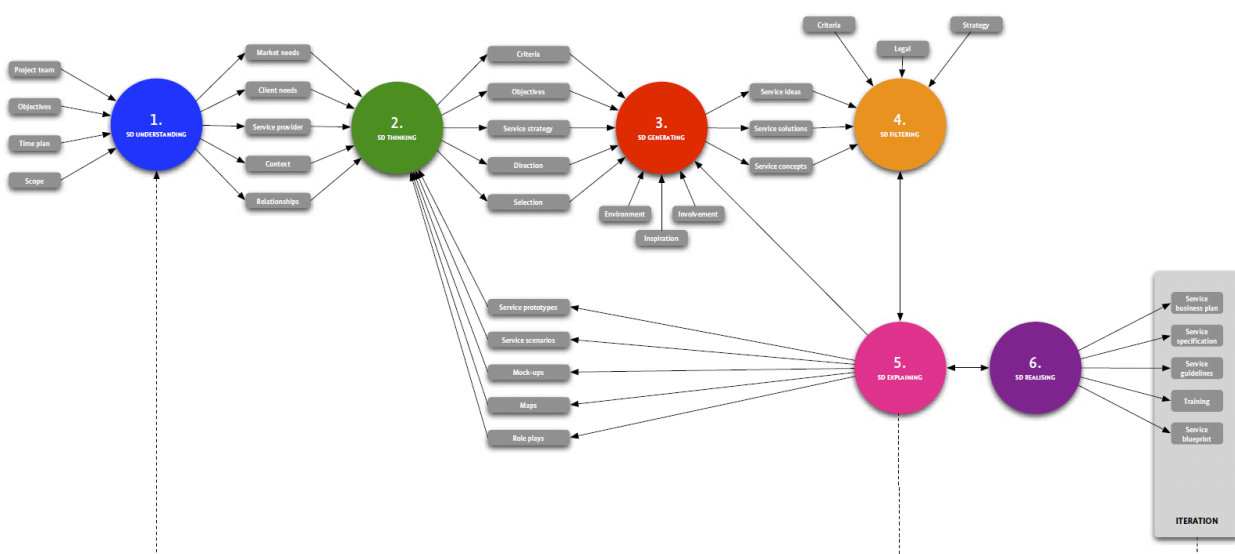 Project team
Objectives
Time plan
Scope
1.
SD UNDERSTANDING
Market needs
Client needs
Service provider
Context
Relationships
2.
SD THINKING
Criteria
Objectives
Service strategy
Direction
Selection
3.
SD GENERATING
Environment
Involvement
Inspiration
Service ideas
Service solutions
Service concepts
Criteria
Legal
Strategy
4.
SD FILTERING
Service prototypes
Service scenarios
Mock-ups
Maps
Role plays
5.
SD EXPLAINING
6.
SD REALISING
Service
business plan
Service
specification
Service
guidelines
Training
Service
blueprint
ITERATION